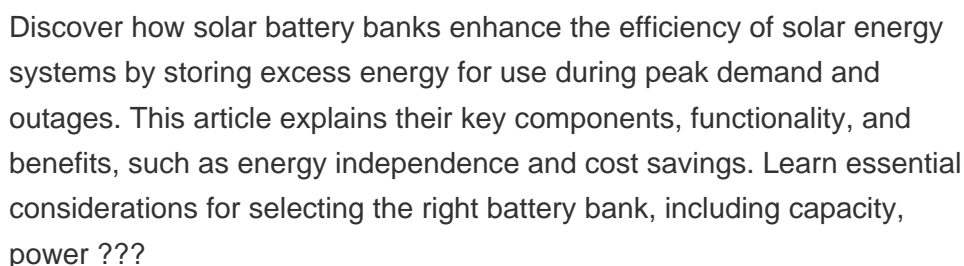 Discover how solar battery banks enhance the efficiency of solar energy
systems by storing excess energy for use during peak demand and
outages. This article explains their key components, functionality, and
benefits, such as energy independence and cost savings. Learn essential
considerations for selecting the right battery bank, including capacity,
power ???